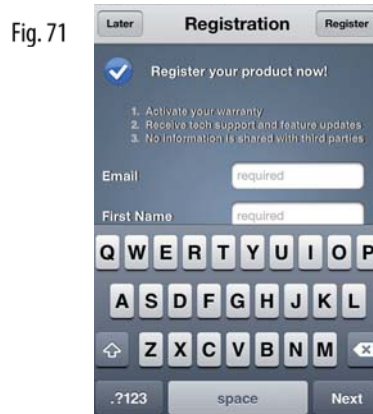 Fig. 71
Later Registration Register
Register your product now!
1. Activate your warranty
2. Receive tech support and feature updates
3. No information is shared with third parties
Email required
First Name required
Q W E R T Y U I O P
A S D F G H J K L
Z X C V B N M
.?123 space Next